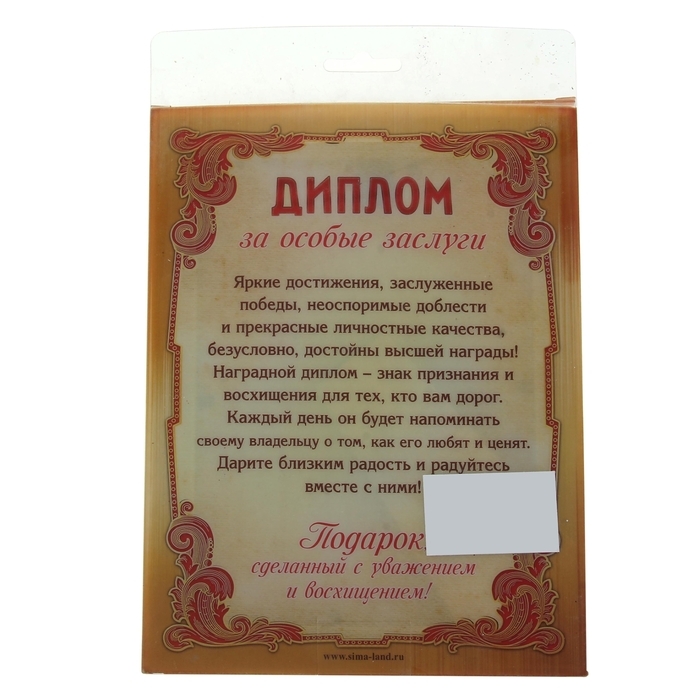 ДИПЛОМ
за особые заслуги
Яркие достижения, заслуженные
победы, неоспоримые доблести
и прекрасные личностные качества,
безусловно, достойны высшей награды!
Наградной диплом – знак признания и
восхищения для тех, кто вам дорог.
Каждый день он будет напоминать
своему владельцу о том, как его любят и ценят.
Дарите близким радость и радуйтесь
вместе с ними!
Подарок,
сделанный с уважением
и восхищением!
www.sima-land.ru